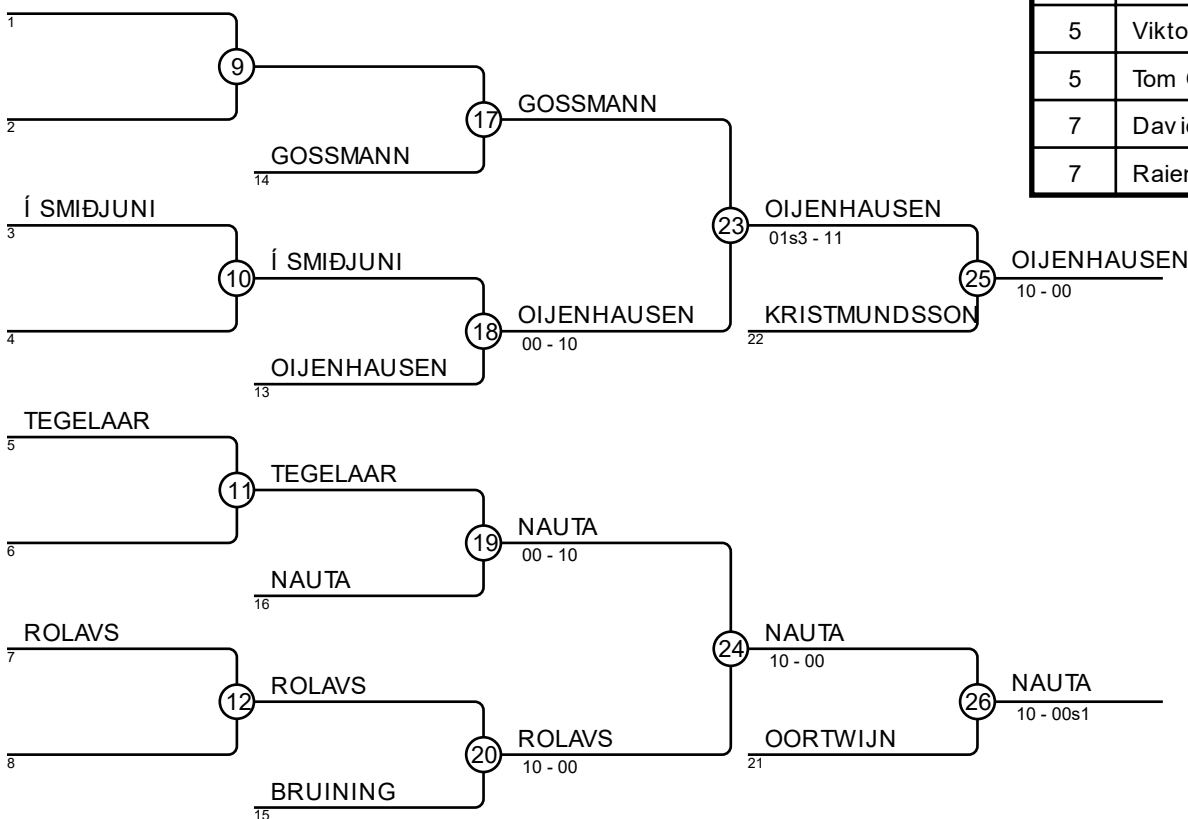 1
5 Vikto
9
5 Tom
2
17 GOSSMANN
7 David
GOSSMANN
14
7 Raier
Í SMIÐJUNI
3
23 OIJENHAUSEN
01s3 - 11
10 Í SMIÐJUNI
25 OIJENHAUSEN
10 - 00
4
18 OIJENHAUSEN
00 - 10
KRISTMUNDSSON
22
OIJENHAUSEN
13
TEGELAAR
5
11 TEGELAAR
6
19 NAUTA
00 - 10
NAUTA
16
ROLAVS
7
24 NAUTA
10 - 00
12 ROLAVS
26 NAUTA
10 - 00s1
8
20 ROLAVS
10 - 00
OORTWIJN
21
BRUINING
15